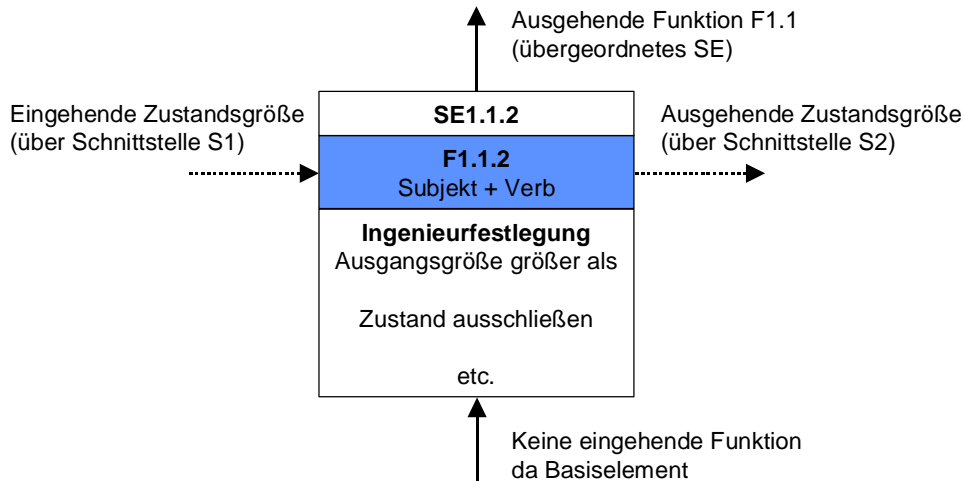 Ausgehende Funktion F1.1
(übergeordnetes SE)
Eingehende Zustandsgröße
(über Schnittstelle S1)
SE1.1.2
F1.1.2
Subjekt + Verb
Ausgehende Zustandsgröße
(über Schnittstelle S2)
Ingenieurfestlegung
Ausgangsgröße größer als
Zustand ausschließen
etc.
Keine eingehende Funktion
da Basiselement